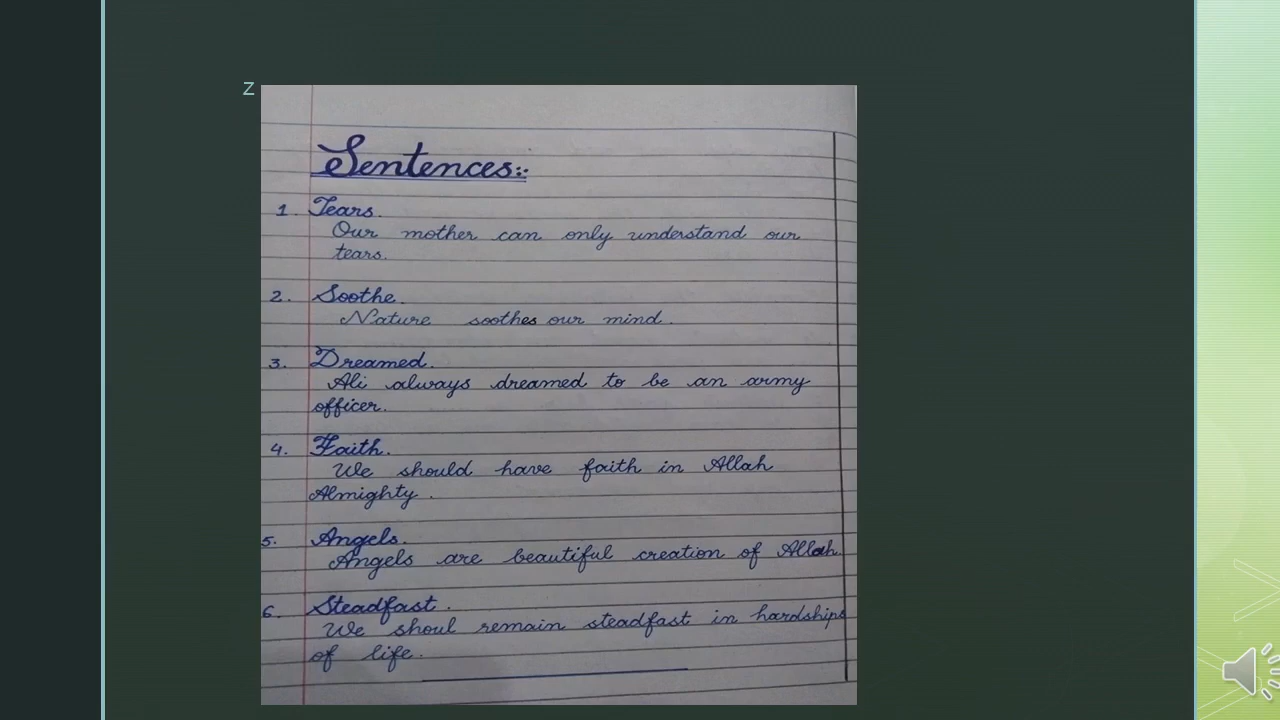 z
Sentences:-
1. Tears.
Our mother can only understand our
tears.
2. Soothe.
Nature soothes our mind.
3. Dreamed.
Ali always dreamed to be an army
officer.
4. Faith.
We should have faith in Allah
Almighty.
5. Angels.
Angels are beautiful creation of Allah.
6. Steadfast.
We shoul remain steadfast in hardships
of life.